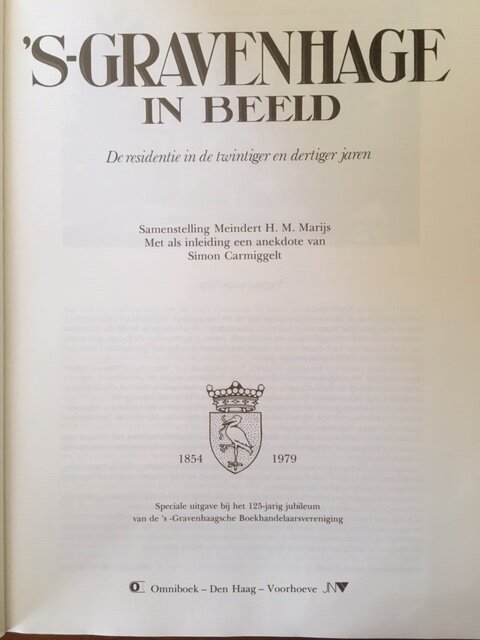 'S-GRAVENHAGE
IN BEELD
De residentie in de twintiger en dertiger jaren
Samenstelling Meindert H. M. Marijs
Met als inleiding een anekdote van
Simon Carmiggelt
1854 1979
Speciale uitgave bij het 125-jarig jubileum
van de 's-Gravenhaagsche Boekhandelaarsvereniging
Omniboek – Den Haag – Voorhoeve JNV